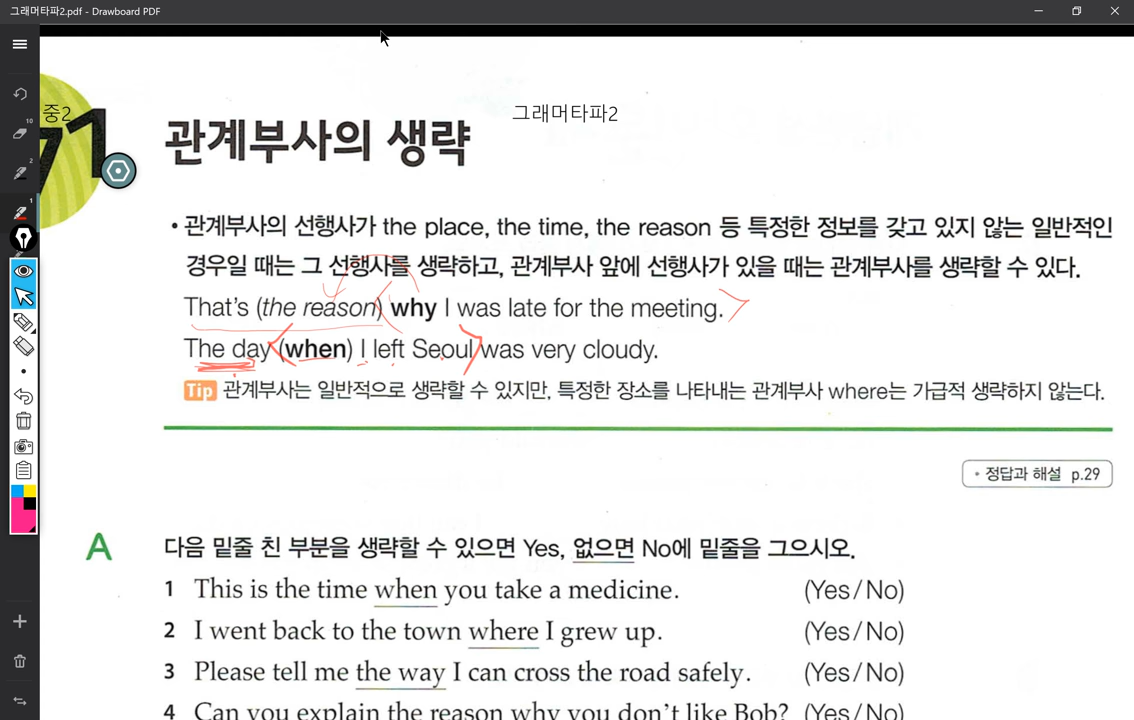 그래머타파2.pdf - Drawboard PDF
중2
그래머타파2
71
관계부사의 생략
• 관계부사의 선행사가 the place, the time, the reason 등 특정한 정보를 갖고 있지 않는 일반적인
경우일 때는 그 선행사를 생략하고, 관계부사 앞에 선행사가 있을 때는 관계부사를 생략할 수 있다.
That's (the reason) why I was late for the meeting.
The day (when) I left Seoul was very cloudy.
Tip 관계부사는 일반적으로 생략할 수 있지만, 특정한 장소를 나타내는 관계부사 where는 가급적 생략하지 않는다.
• 정답과 해설 p.29
A 다음 밑줄 친 부분을 생략할 수 있으면 Yes, 없으면 No에 밑줄을 그으시오.
1 This is the time when you take a medicine. (Yes/No)
2 I went back to the town where I grew up. (Yes/No)
3 Please tell me the way I can cross the road safely. (Yes/No)
4 Can you explain the reason why you don't like Bob? (Yes/No)
10
2
1